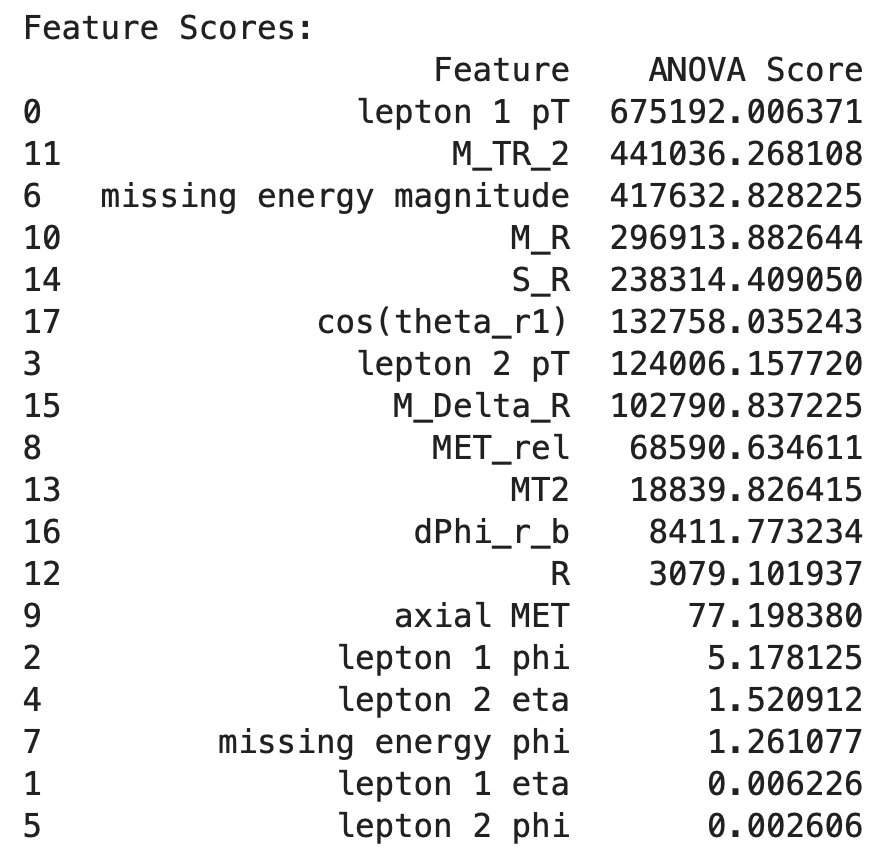 Feature Scores:
Feature ANOVA Score
0 lepton 1 pT 675192.006371
11 M_TR_2 441036.268108
6 missing energy magnitude 417632.828225
10 M_R 296913.882644
14 S_R 238314.409050
17 cos(theta_r1) 132758.035243
3 lepton 2 pT 124006.157720
15 M_Delta_R 102790.837225
8 MET_rel 68590.634611
13 MT2 18839.826415
16 dPhi_r_b 8411.773234
12 R 3079.101937
9 axial MET 77.198380
2 lepton 1 phi 5.178125
4 lepton 2 eta 1.520912
7 missing energy phi 1.261077
1 lepton 1 eta 0.006226
5 lepton 2 phi 0.002606